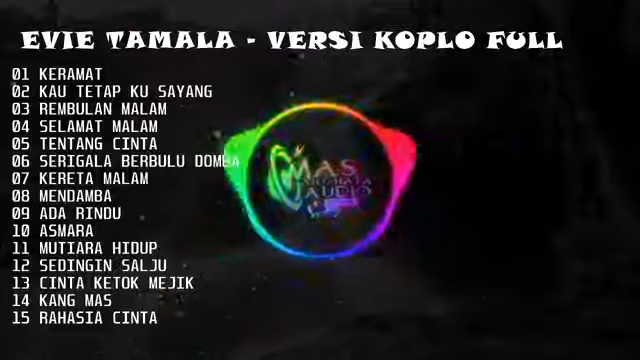 EVIE TAMALA - VERSI KOPLO FULL
01 KERAMAT
02 KAU TETAP KU SAYANG
03 REMBULAN MALAM
04 SELAMAT MALAM
05 TENTANG CINTA
06 SERIGALA BERBULU DOMBA
07 KERETA MALAM
08 MENDAMBA
09 ADA RINDU
10 ASMARA
11 MUTIARA HIDUP
12 SEDINGIN SALJU
13 CINTA KETOK MEJIK
14 KANG MAS
15 RAHASIA CINTA
MAS
AUDIO